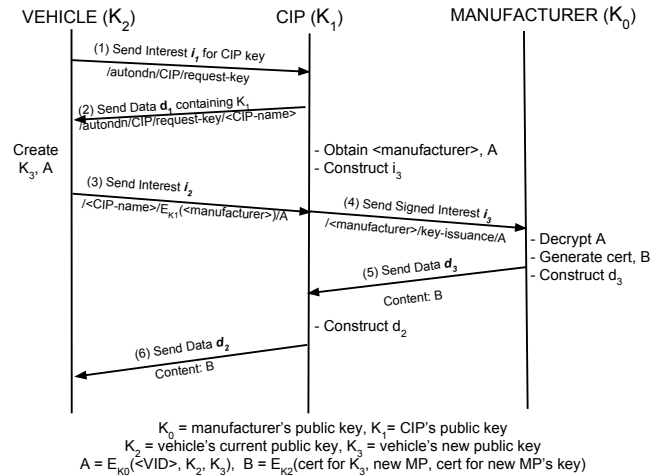 VEHICLE (K2) CIP (K1) MANUFACTURER (K0)
(1) Send Interest i1 for CIP key
/autondn/CIP/request-key
(2) Send Data d1 containing K1
/autondn/CIP/request-key/<CIP-name>
Create
K3, A
- Obtain <manufacturer>, A
- Construct i3
(3) Send Interest i2
/<CIP-name>/EK1(<manufacturer>)/A
(4) Send Signed Interest i3
/<manufacturer>/key-issuance/A
- Decrypt A
- Generate cert, B
- Construct d3
(5) Send Data d3
Content: B
- Construct d2
(6) Send Data d2
Content: B
K0 = manufacturer's public key, K1= CIP's public key
K2 = vehicle's current public key, K3 = vehicle's new public key
A = EK0(<VID>, K2, K3), B = EK2(cert for K3, new MP, cert for new MP's key)